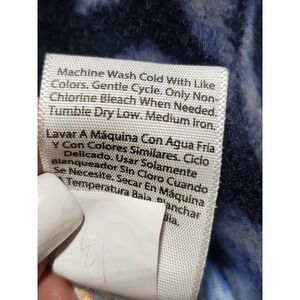 Machine Wash Cold With Like
Colors. Gentle Cycle. Only Non-
Chlorine Bleach When Needed.
Tumble Dry Low. Medium Iron.
Lavar A Máquina Con Agua Fría
Y Con Colores Similares. Ciclo
Delicado. Usar Solamente
Blanqueador Sin Cloro Cuando
Se Necesite. Secar En Máquina
Temperatura Baja. Planchar